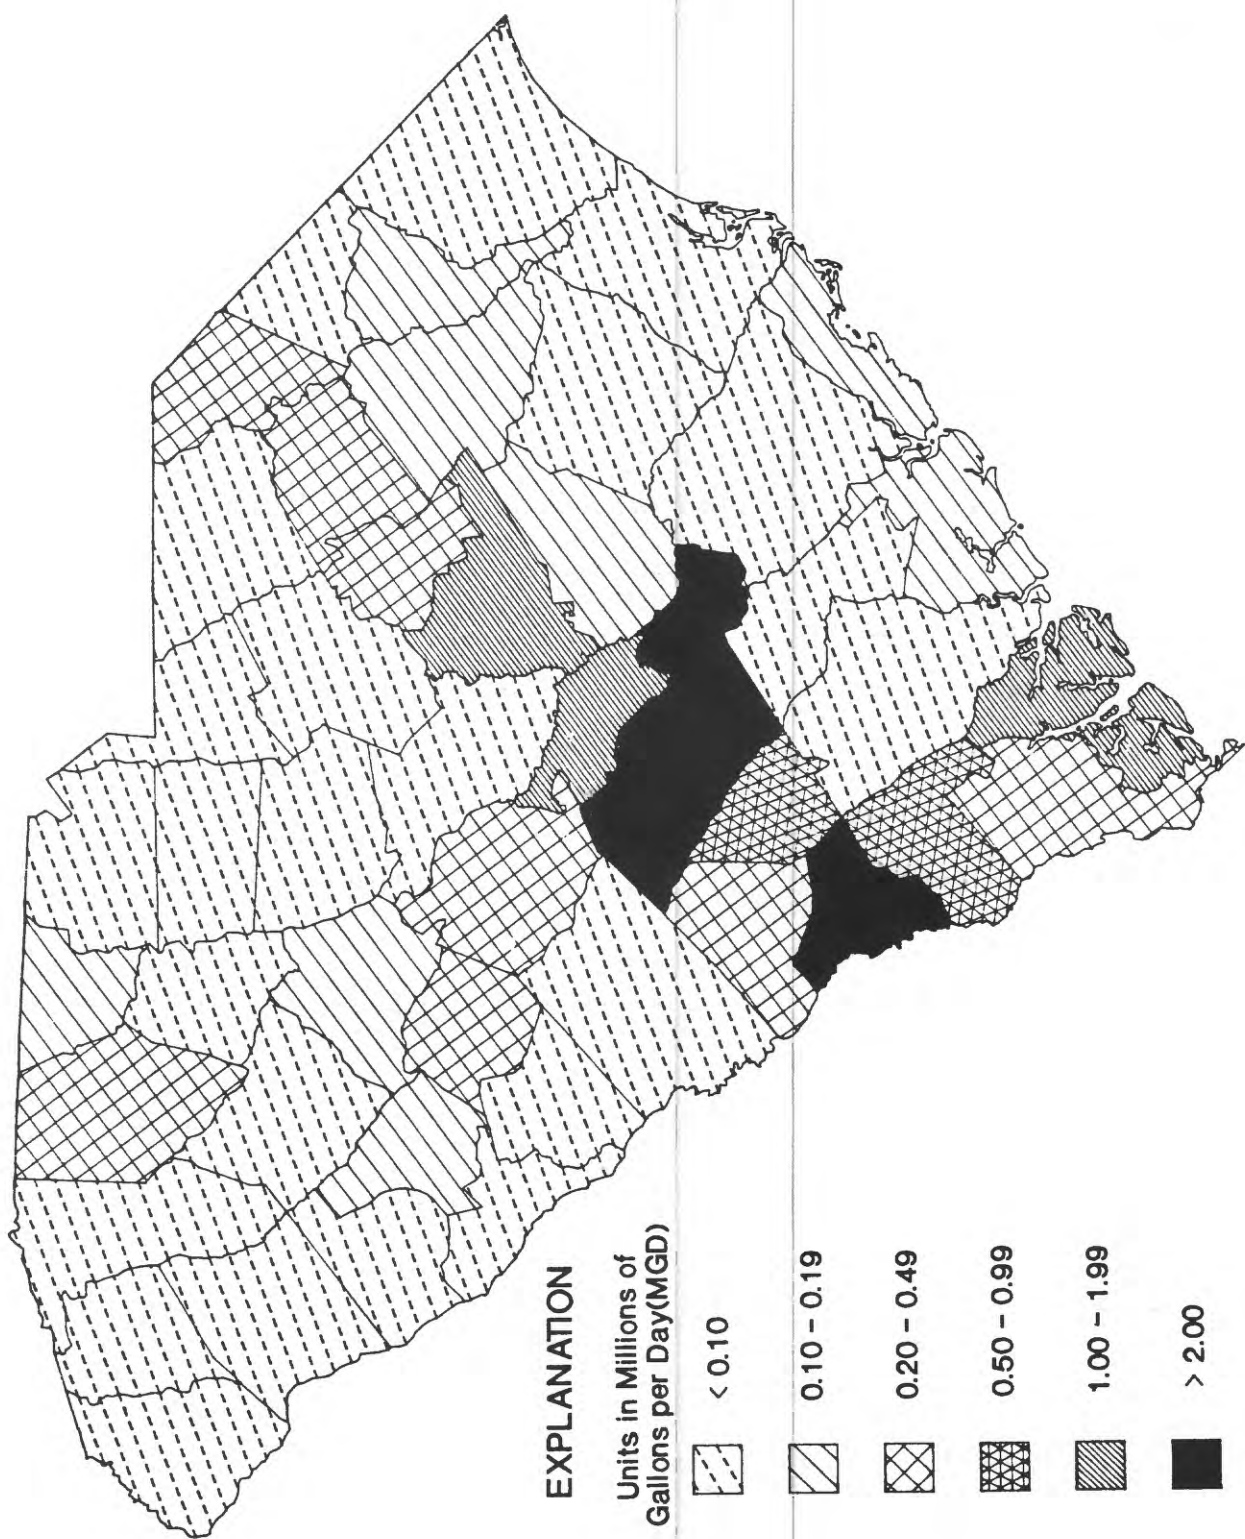 EXPLANATION
Units in Millions of
Gallons per Day(MGD)
< 0.10
0.10 – 0.19
0.20 – 0.49
0.50 – 0.99
1.00 – 1.99
> 2.00